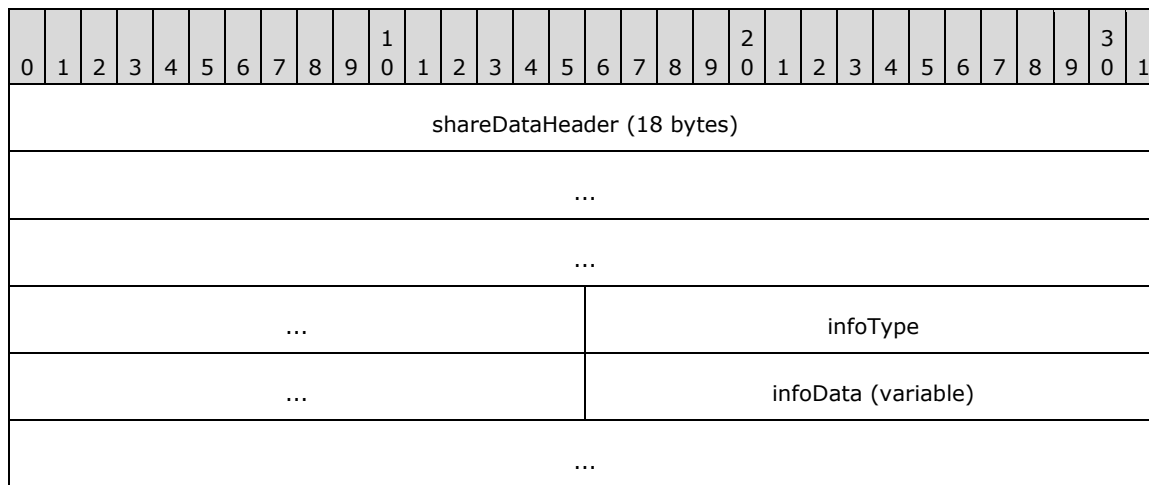 1 2 3
0 1 2 3 4 5 6 7 8 9 0 1 2 3 4 5 6 7 8 9 0 1 2 3 4 5 6 7 8 9 0 1
shareDataHeader (18 bytes)
...
...
... infoType
... infoData (variable)
...